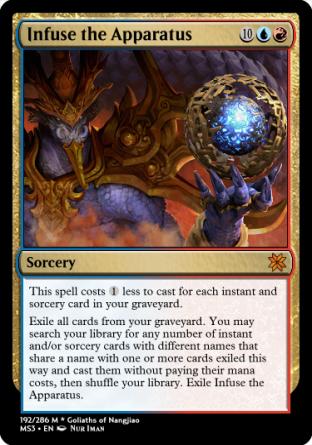 Infuse the Apparatus 10
Sorcery
This spell costs 1 less to cast for each instant and
sorcery card in your graveyard.
Exile all cards from your graveyard. You may
search your library for any number of instant
and/or sorcery cards with different names that
share a name with one or more cards exiled this
way and cast them without paying their mana
costs, then shuffle your library. Exile Infuse the
Apparatus.
192/286 M * Goliaths of Nangjiao
MS3 • EN Nur Iman